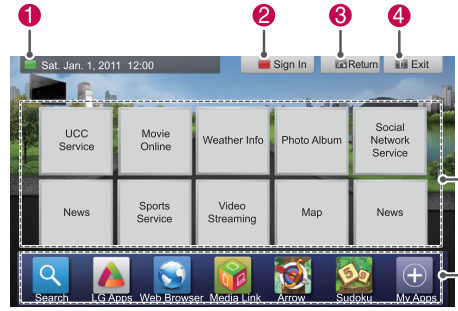 1 2 3 4
Sat. Jan. 1, 2011 12:00 Sign In Return Exit
UCC Service
Movie Online
Weather Info
Photo Album
Social Network Service
News
Sports Service
Video Streaming
Map
News
Search LG Apps Web Browser Media Link Arrow Sudoku My Apps